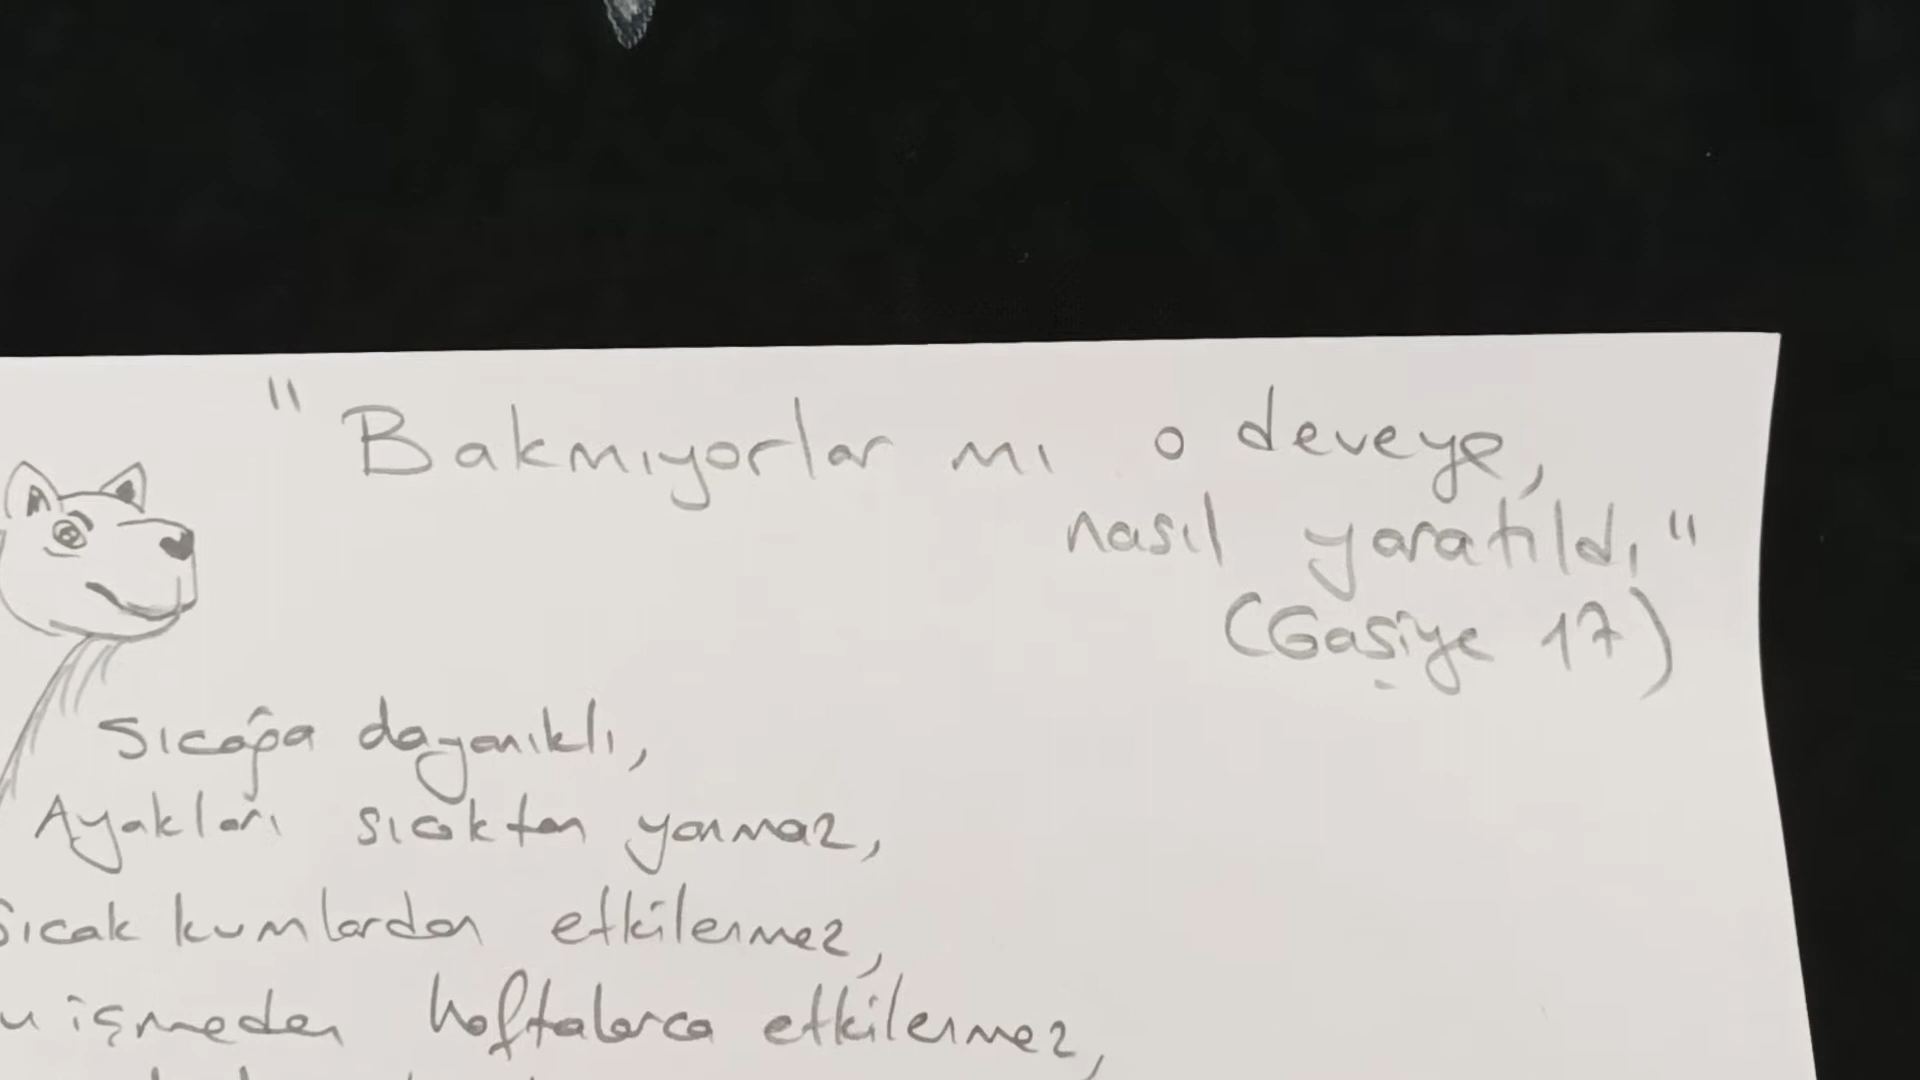 "Bakmıyorlar mı o deveye,
nasıl yaratıldı"
(Gaşiye 17)
Sıcağa dayanıklı,
Ayakları sıcaktan yanmaz,
Sıcak kumlardan etkilenmez,
içmeden haftalarca etkilenmez,